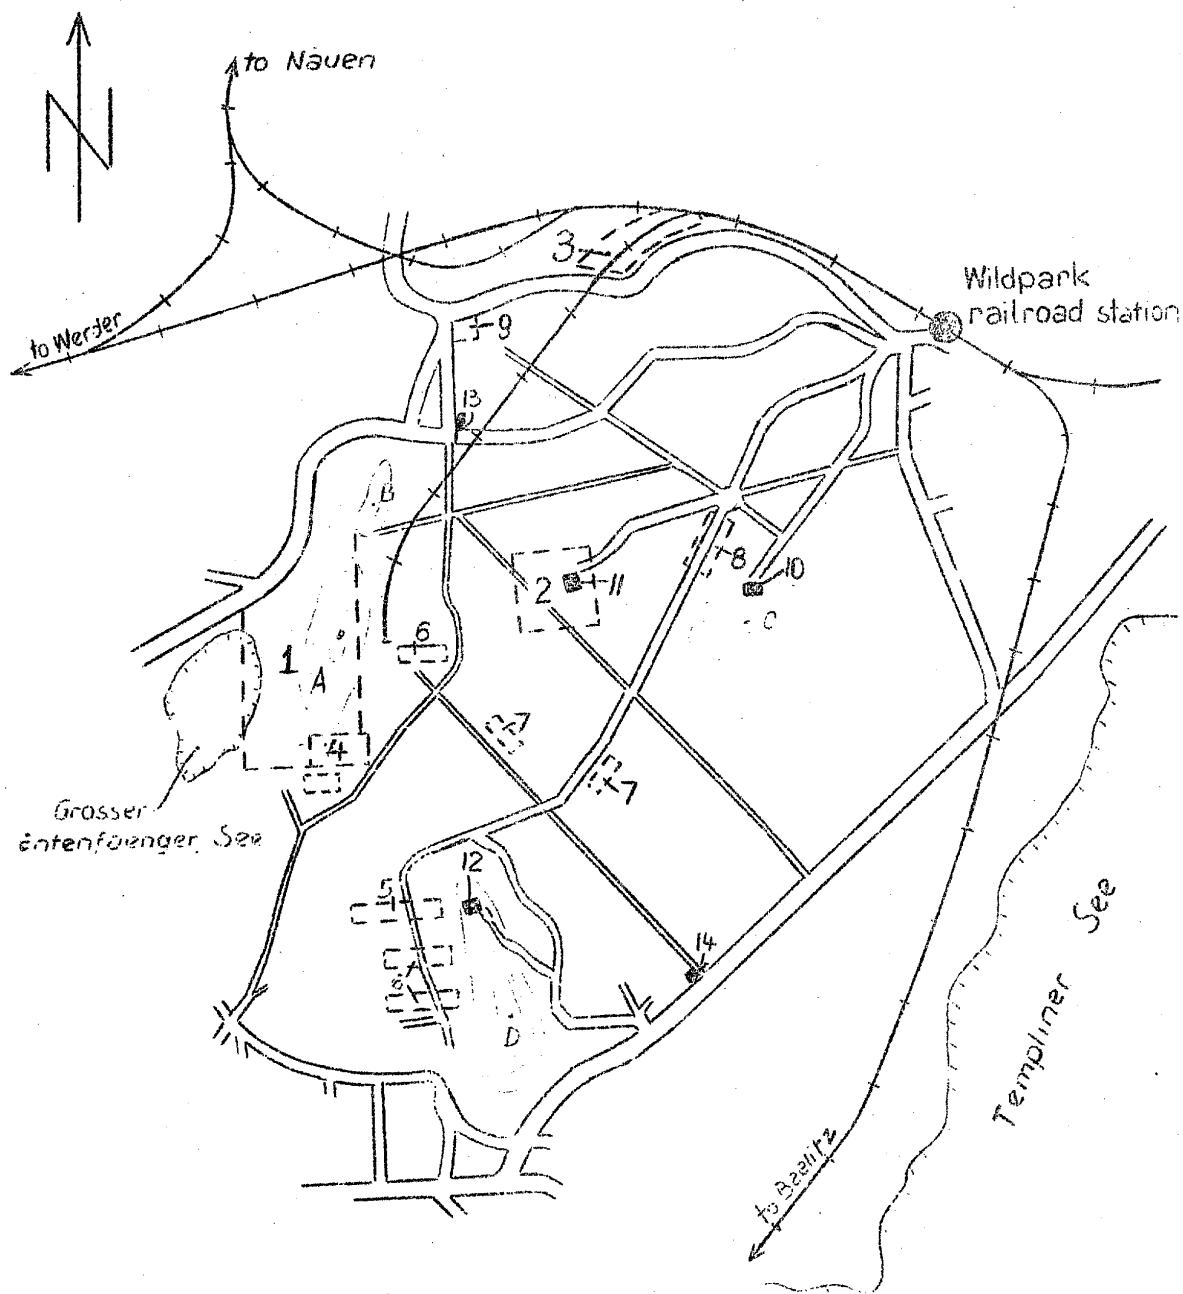 N
to Nauen
3
Wildpark
railroad station
to Werder
9
13
B
8
10
2
11
C
6
1
A
7
4
7
Grosser
Entenfaenger See
12
5
14
D
Templiner See
to Beelitz